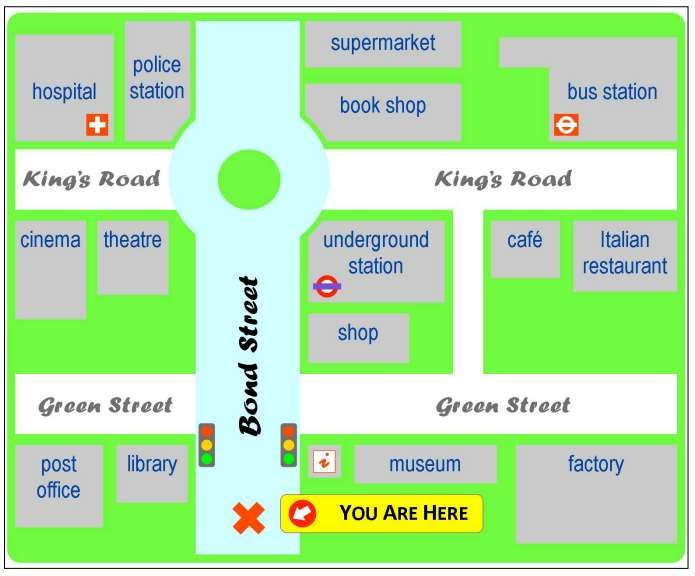 supermarket
police
station
hospital
book shop
bus station
King's Road
King's Road
cinema
theatre
underground
station
café
Italian
restaurant
shop
Bond Street
Green Street
Green Street
post
office
library
i
museum
factory
YOU ARE HERE